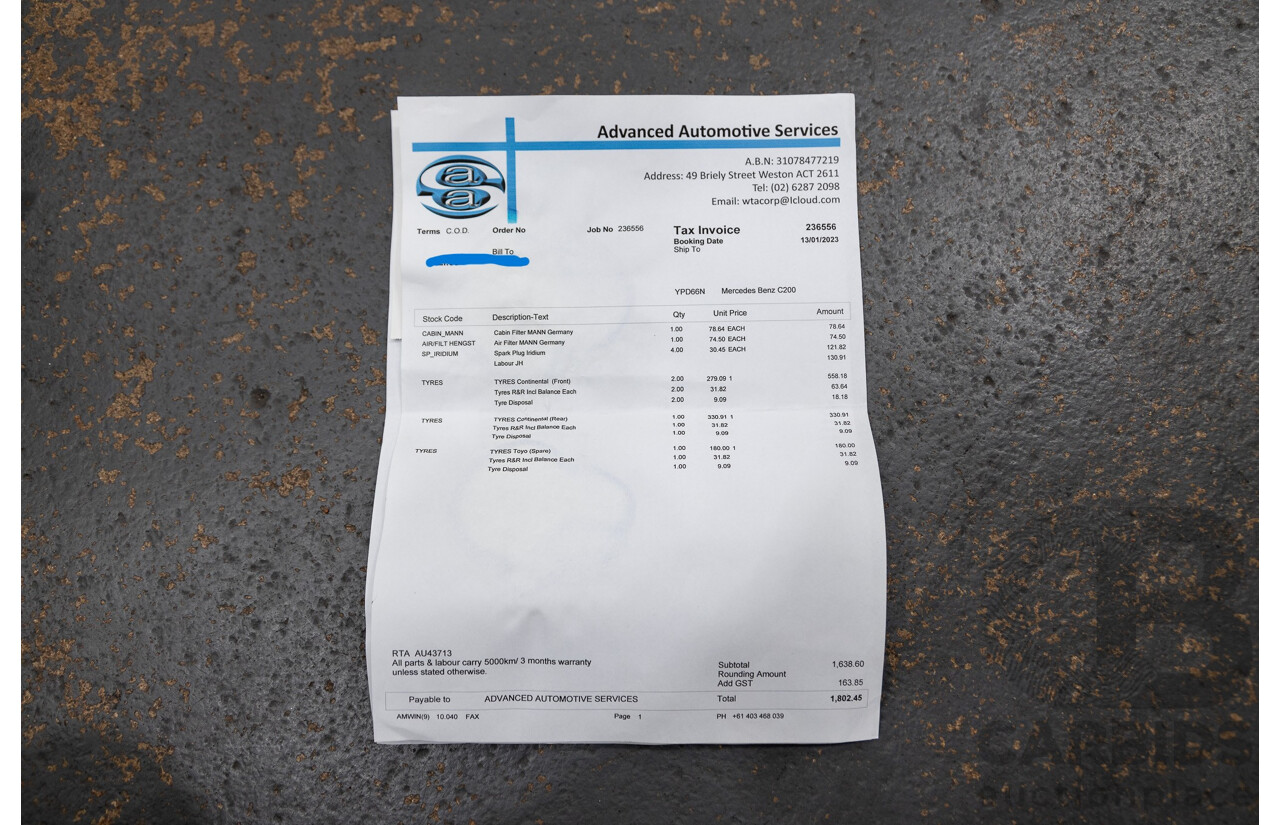 Advanced Automotive Services
A.B.N: 31078477219
Address: 49 Briely Street Weston ACT 2611
Tel: (02) 6287 2098
Email: wtacorp@lcloud.com
a
a
Terms C.O.D. Order No Job No 236556 Tax Invoice 236556
Booking Date 13/01/2023
Bill To Ship To
YPD66N Mercedes Benz C200
Stock Code Description-Text Qty Unit Price Amount
CABIN_MANN Cabin Filter MANN Germany 1.00 78.64 EACH 78.64
AIR/FILT HENGST Air Filter MANN Germany 1.00 74.50 EACH 74.50
SP_IRIDIUM Spark Plug Iridium 4.00 30.45 EACH 121.82
Labour JH 130.91
TYRES TYRES Continental (Front) 2.00 279.09 1 558.18
Tyres R&R Incl Balance Each 2.00 31.82 63.64
Tyre Disposal 2.00 9.09 18.18
TYRES TYRES Continental (Rear) 1.00 330.91 1 330.91
Tyres R&R Incl Balance Each 1.00 31.82 31.82
Tyre Disposal 1.00 9.09 9.09
TYRES TYRES Toyo (Spare) 1.00 180.00 1 180.00
Tyres R&R Incl Balance Each 1.00 31.82 31.82
Tyre Disposal 1.00 9.09 9.09
RTA AU43713
All parts & labour carry 5000km/ 3 months warranty
unless stated otherwise.
Subtotal 1,638.60
Rounding Amount
Add GST 163.85
Payable to ADVANCED AUTOMOTIVE SERVICES Total 1,802.45
AMWIN(9) 10.040 FAX Page 1 PH +61 403 468 039
CARBIDS
auctionplace